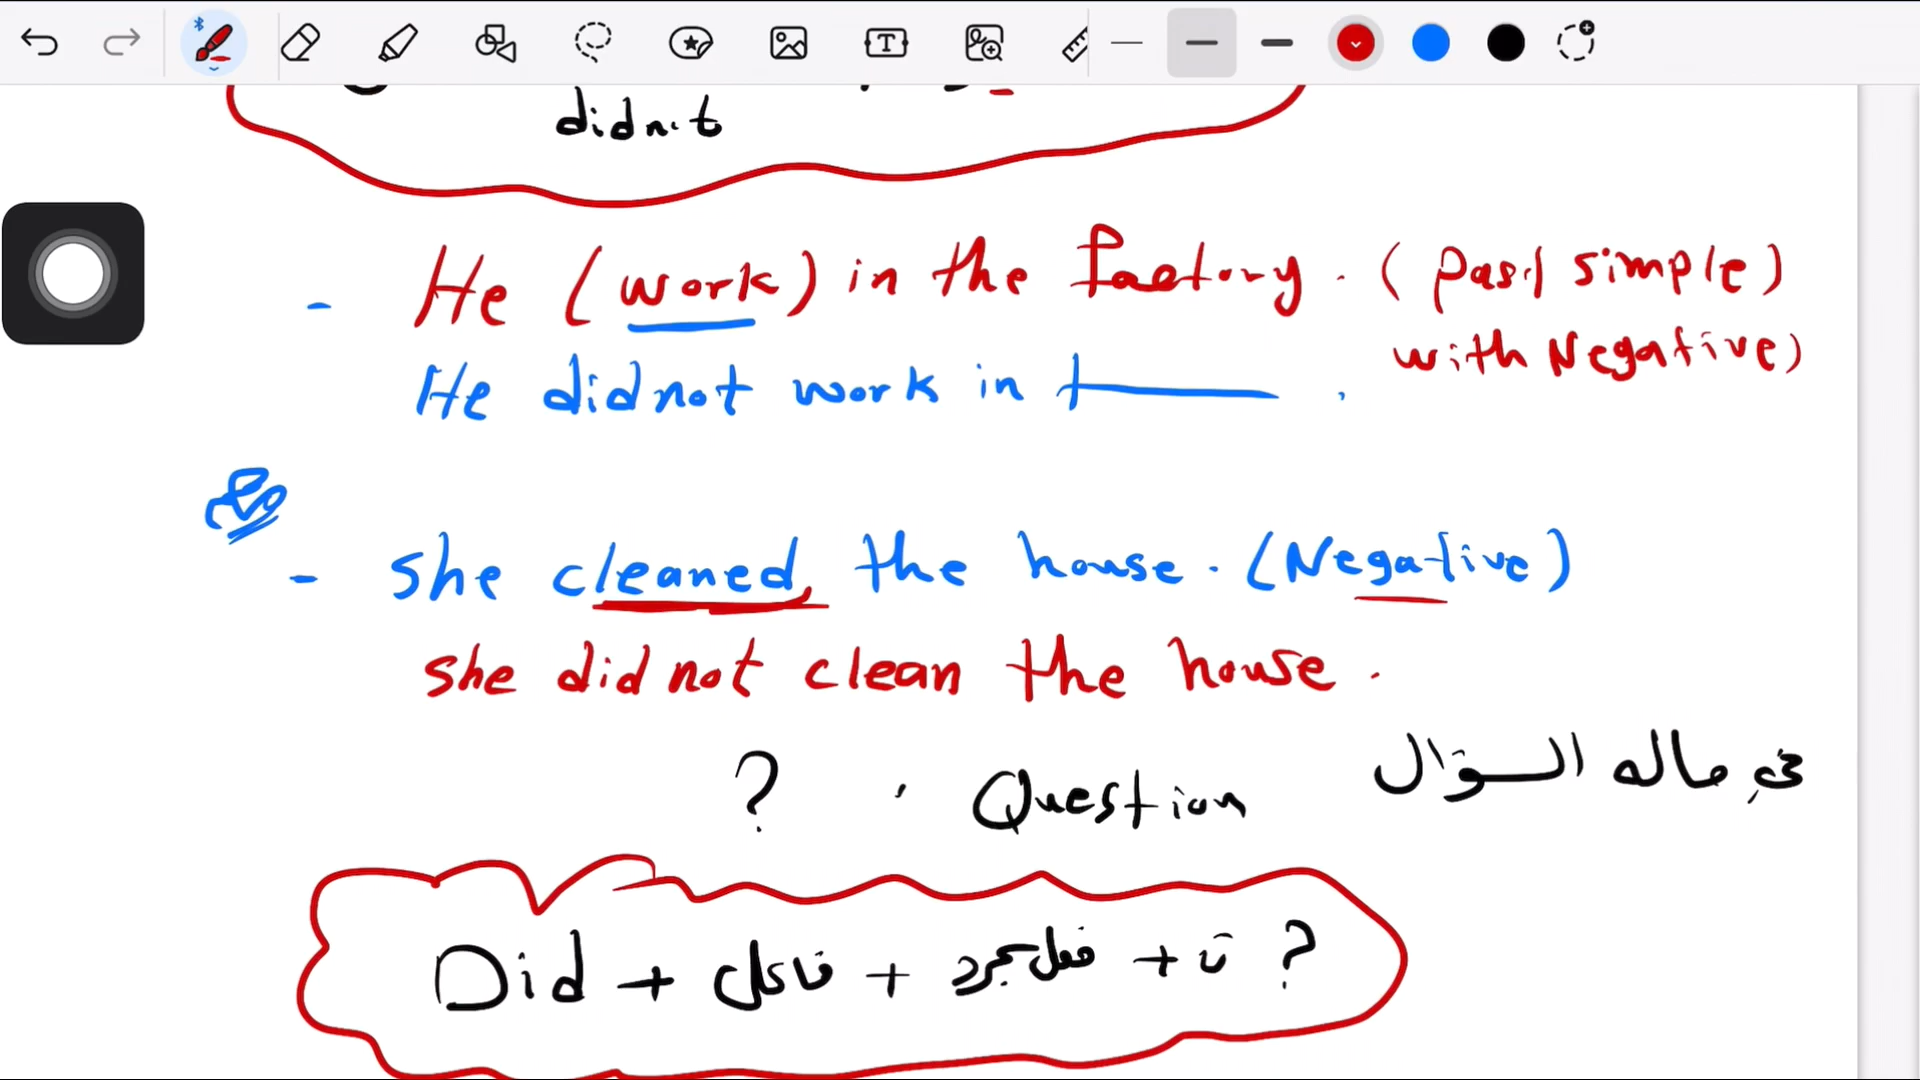 didn't
- He (work) in the factory. (past simple)
with Negative)
He did not work in t______ .
- she cleaned the house. (Negative)
she did not clean the house.
? , Question في حالة السؤال
Did + فاعل + فعل مجرد + ت ?